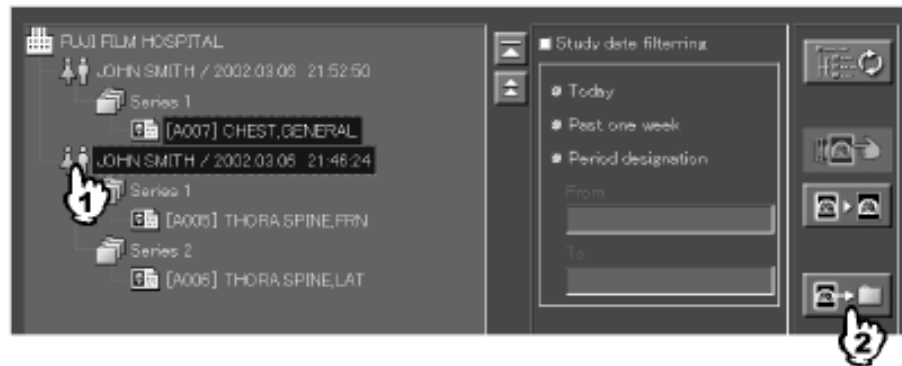 FUJI FILM HOSPITAL
JOHN SMITH / 2002.03.06 21:52:50
Series 1
[A007] CHEST,GENERAL
JOHN SMITH / 2002.03.06 21:46:24
Series 1
[A005] THORA.SPINE,FRN
Series 2
[A006] THORA.SPINE,LAT
Study date filterring
Today
Past one week
Period designation
From
To
1
2